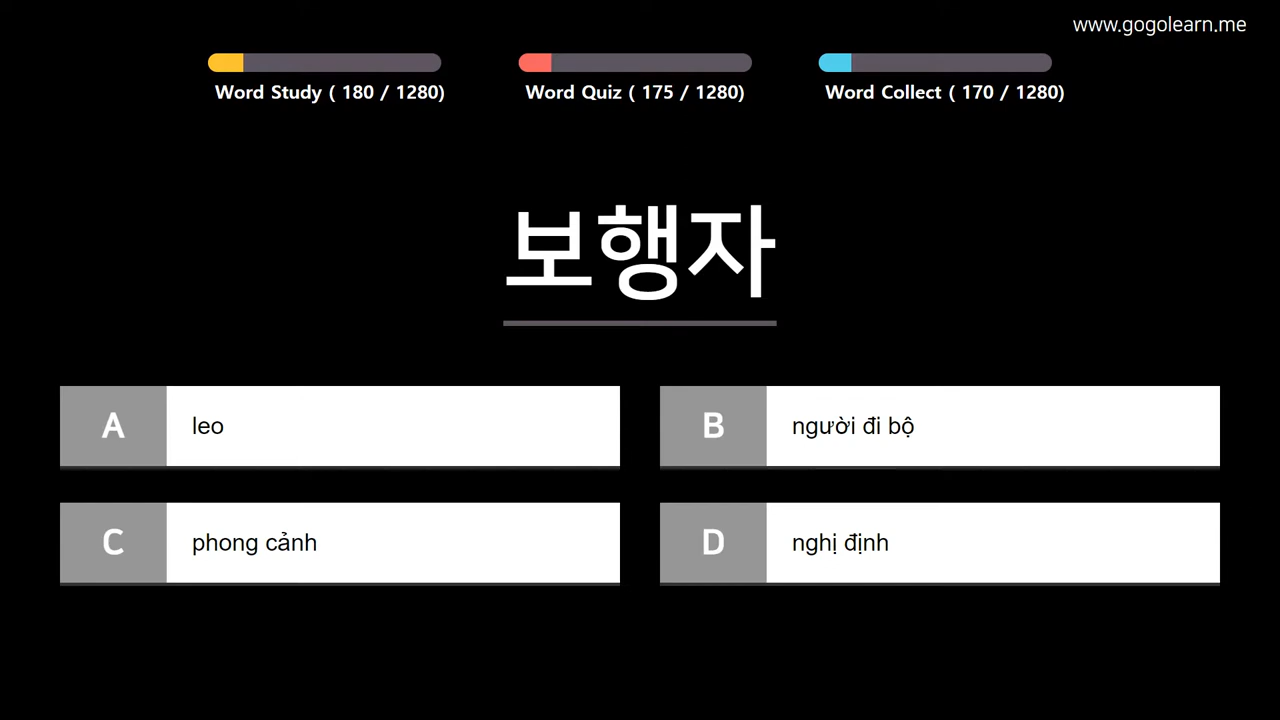 www.gogolearn.me
Word Study ( 180 / 1280)
Word Quiz ( 175 / 1280)
Word Collect ( 170 / 1280)
보행자
A leo
B người đi bộ
C phong cảnh
D nghị định